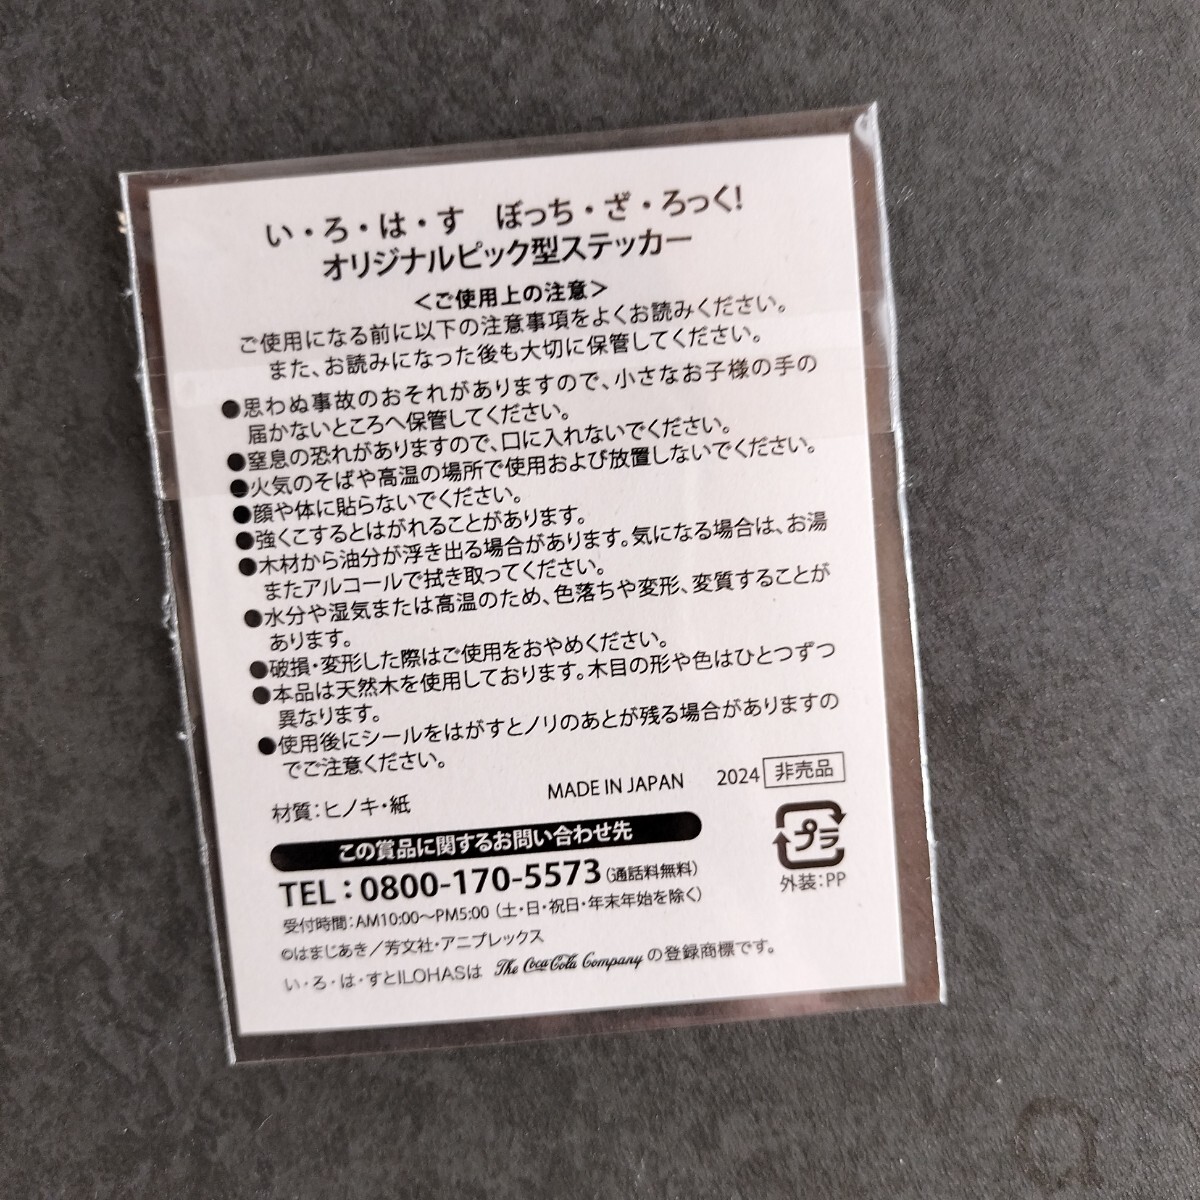 い・ろ・は・す　ぼっち・ざ・ろっく!
オリジナルピック型ステッカー
＜ご使用上の注意＞
ご使用になる前に以下の注意事項をよくお読みください。
また、お読みになった後も大切に保管してください。
●思わぬ事故のおそれがありますので、小さなお子様の手の
届かないところへ保管してください。
●窒息の恐れがありますので、口に入れないでください。
●火気のそばや高温の場所で使用および放置しないでください。
●顔や体に貼らないでください。
●強くこするとはがれることがあります。
●木材から油分が浮き出る場合があります。気になる場合は、お湯
またアルコールで拭き取ってください。
●水分や湿気または高温のため、色落ちや変形、変質することが
あります。
●破損・変形した際はご使用をおやめください。
●本品は天然木を使用しております。木目の形や色はひとつずつ
異なります。
●使用後にシールをはがすとノリのあとが残る場合がありますの
でご注意ください。
材質：ヒノキ・紙
MADE IN JAPAN 2024 非売品
この賞品に関するお問い合わせ先
TEL：0800-170-5573（通話料無料）
受付時間：AM10:00～PM5:00（土・日・祝日・年末年始を除く）
プラ
外装：PP
©はまじあき／芳文社・アニプレックス
い・ろ・は・すとILOHASは The Coca-Cola Company の登録商標です。